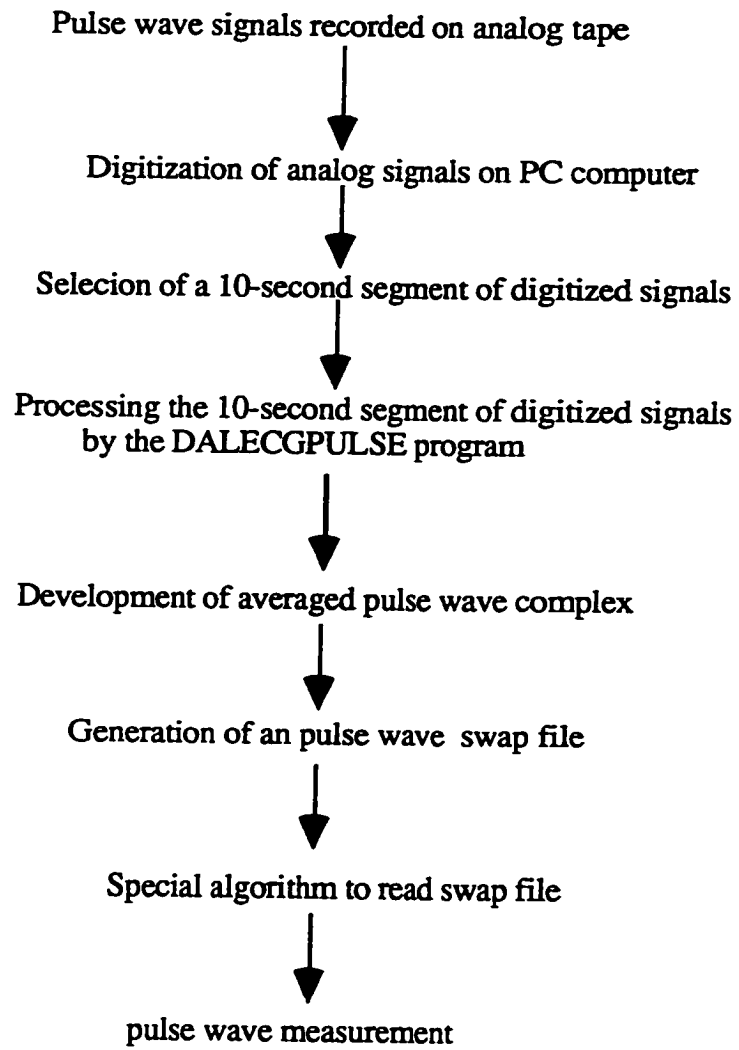 Pulse wave signals recorded on analog tape
Digitization of analog signals on PC computer
Selecion of a 10-second segment of digitized signals
Processing the 10-second segment of digitized signals
by the DALECGPULSE program
Development of averaged pulse wave complex
Generation of an pulse wave swap file
Special algorithm to read swap file
pulse wave measurement